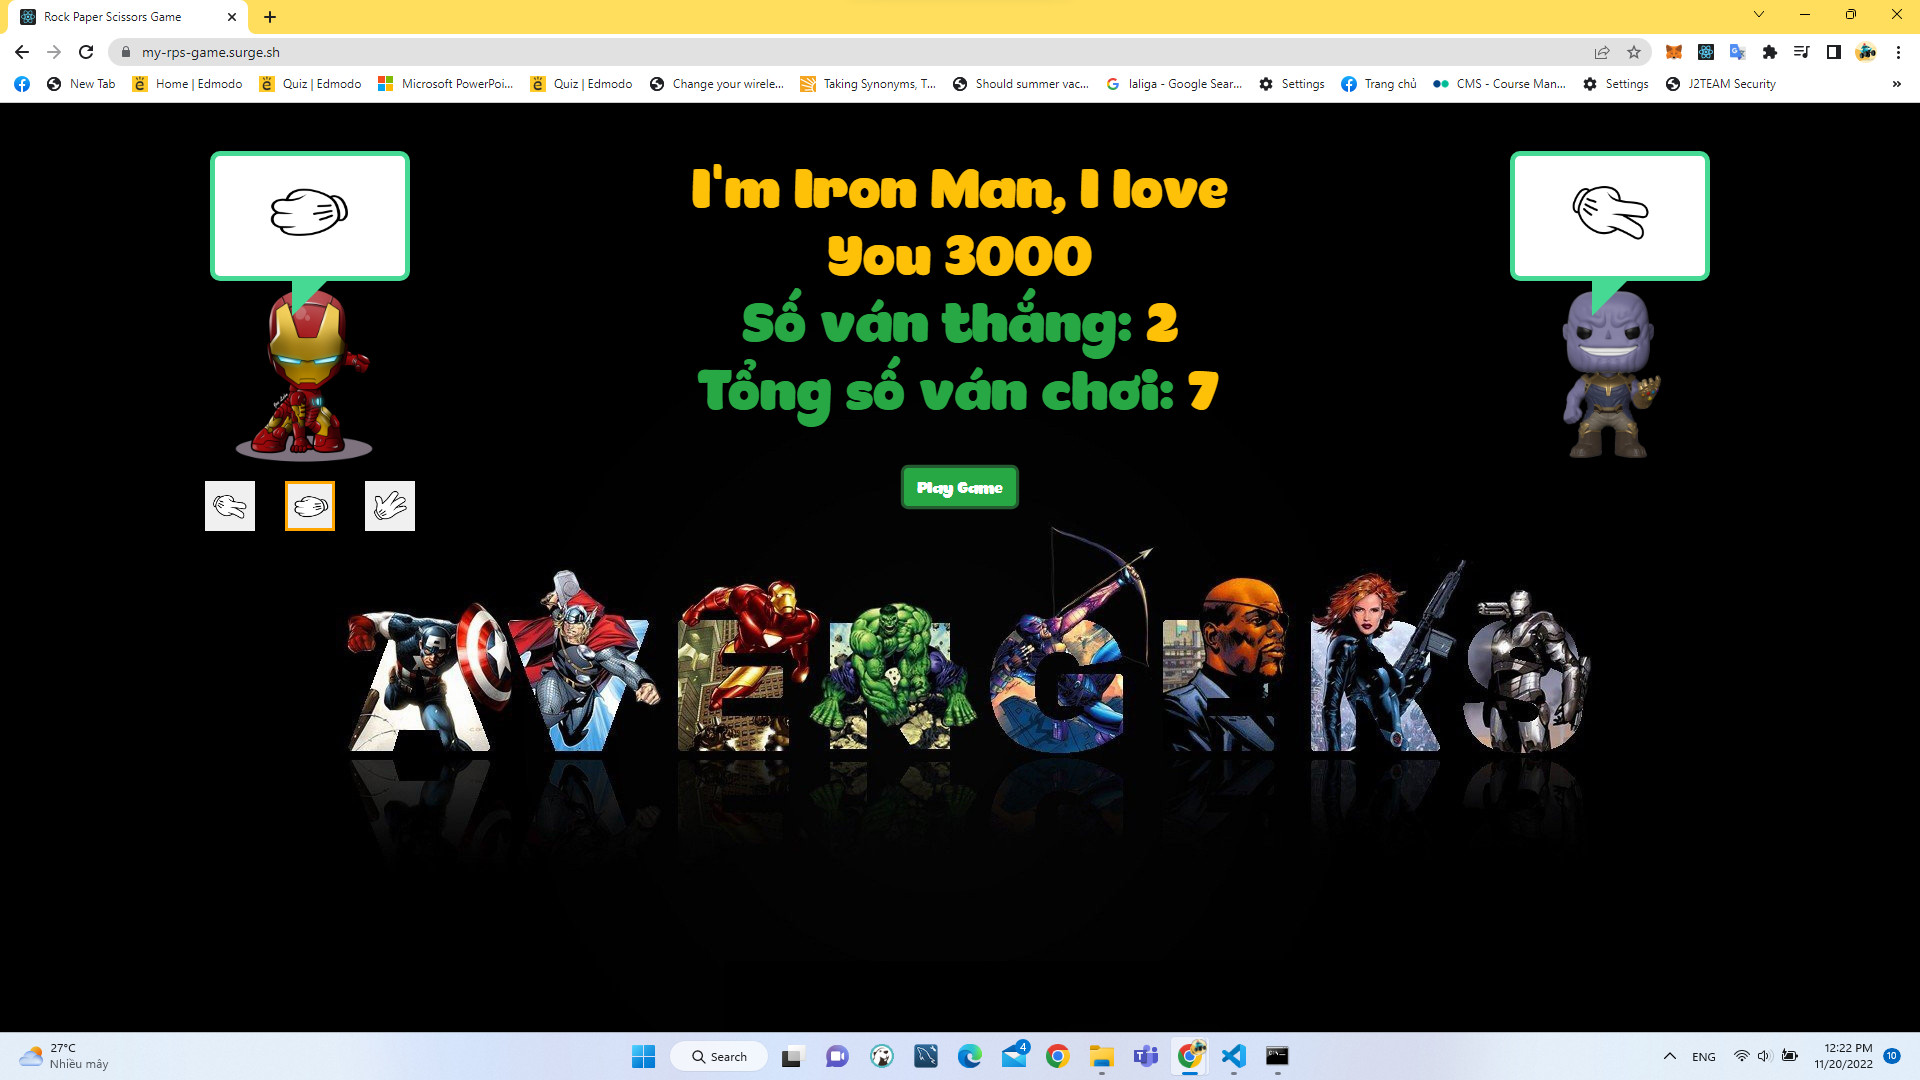 Rock Paper Scissors Game
my-rps-game.surge.sh
New Tab
Home | Edmodo
Quiz | Edmodo
Microsoft PowerPoi...
Quiz | Edmodo
Change your wirele...
Taking Synonyms, T...
Should summer vac...
laliga - Google Sear...
Settings
Trang chủ
CMS - Course Man...
Settings
J2TEAM Security
I'm Iron Man, I love
You 3000
Số ván thắng: 2
Tổng số ván chơi: 7
Play Game
AVENGERS
27°C
Nhiều mây
Search
4
ENG
12:22 PM
11/20/2022
10